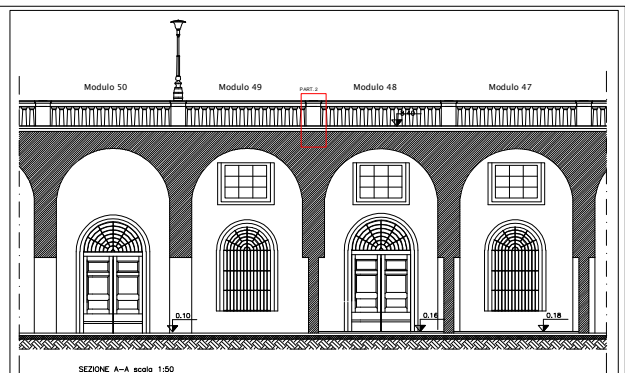 Modulo 50
Modulo 49
PART. 2
Modulo 48
Modulo 47
0.10
0.16
0.18
SEZIONE A-A scala 1:50